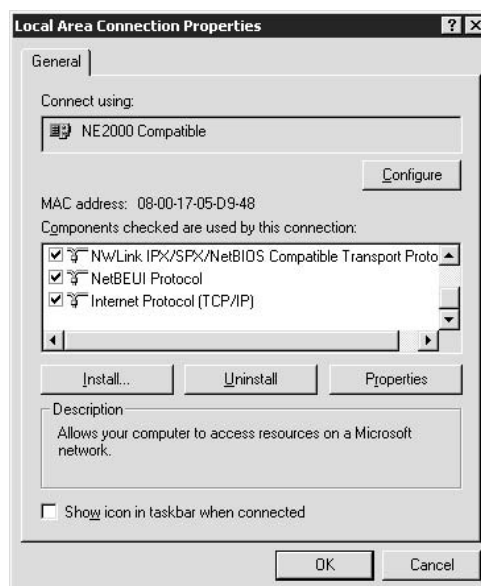 Local Area Connection Properties
General
Connect using:
NE2000 Compatible
Configure
MAC address: 08-00-17-05-D9-48
Components checked are used by this connection:
NWLink IPX/SPX/NetBIOS Compatible Transport Proto
NetBEUI Protocol
Internet Protocol (TCP/IP)
Install... Uninstall Properties
Description
Allows your computer to access resources on a Microsoft
network.
Show icon in taskbar when connected
OK Cancel